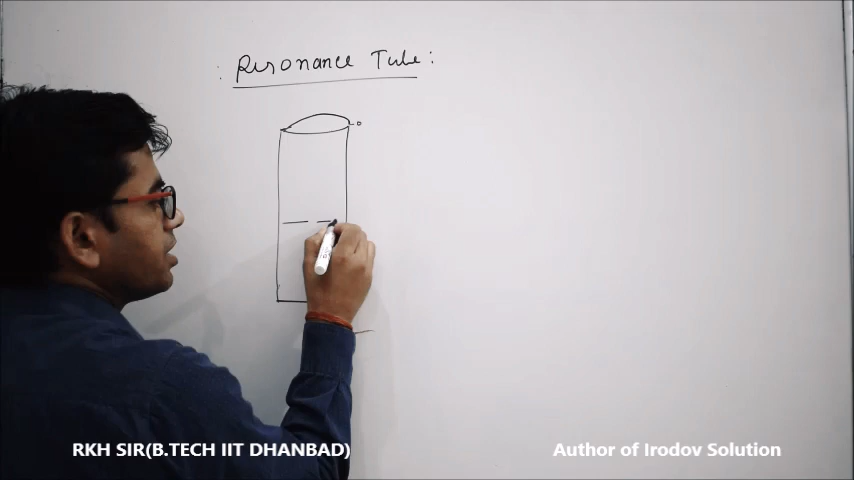 : Resonance Tube :
RKH SIR(B.TECH IIT DHANBAD)
Author of Irodov Solution